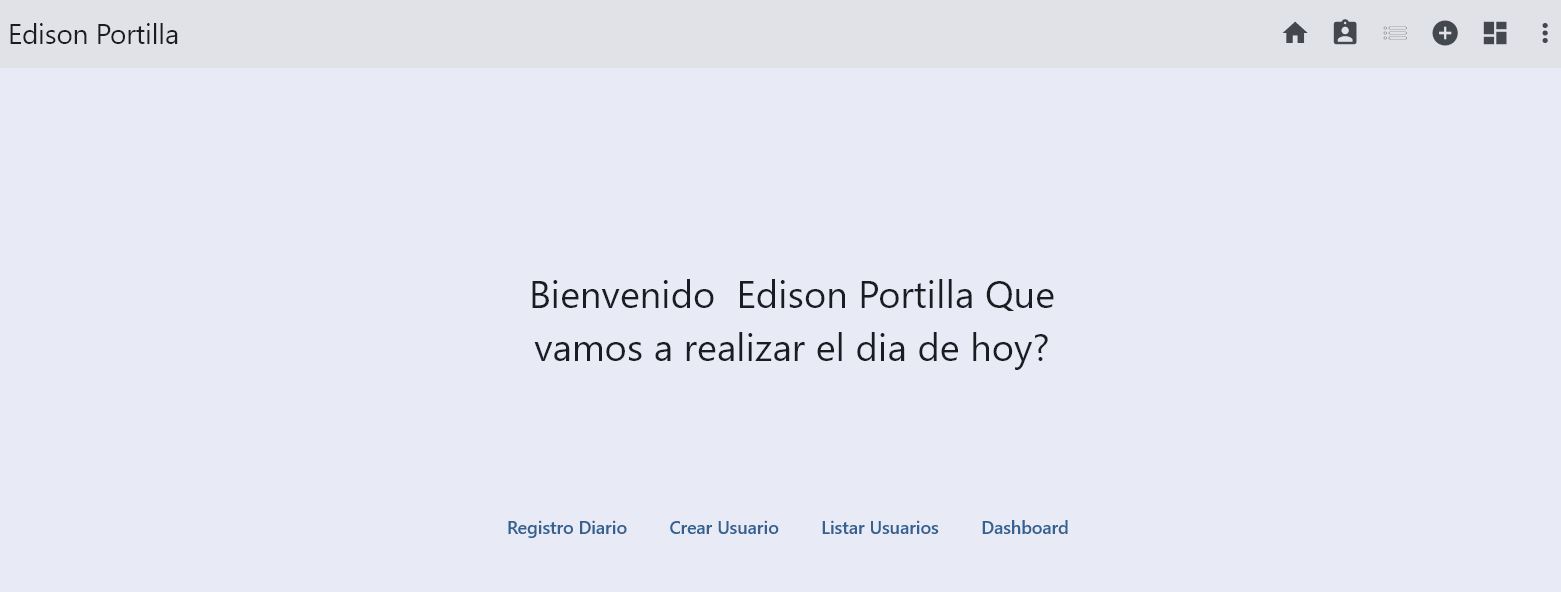 Edison Portilla
Bienvenido  Edison Portilla Que
vamos a realizar el dia de hoy?
Registro Diario
Crear Usuario
Listar Usuarios
Dashboard